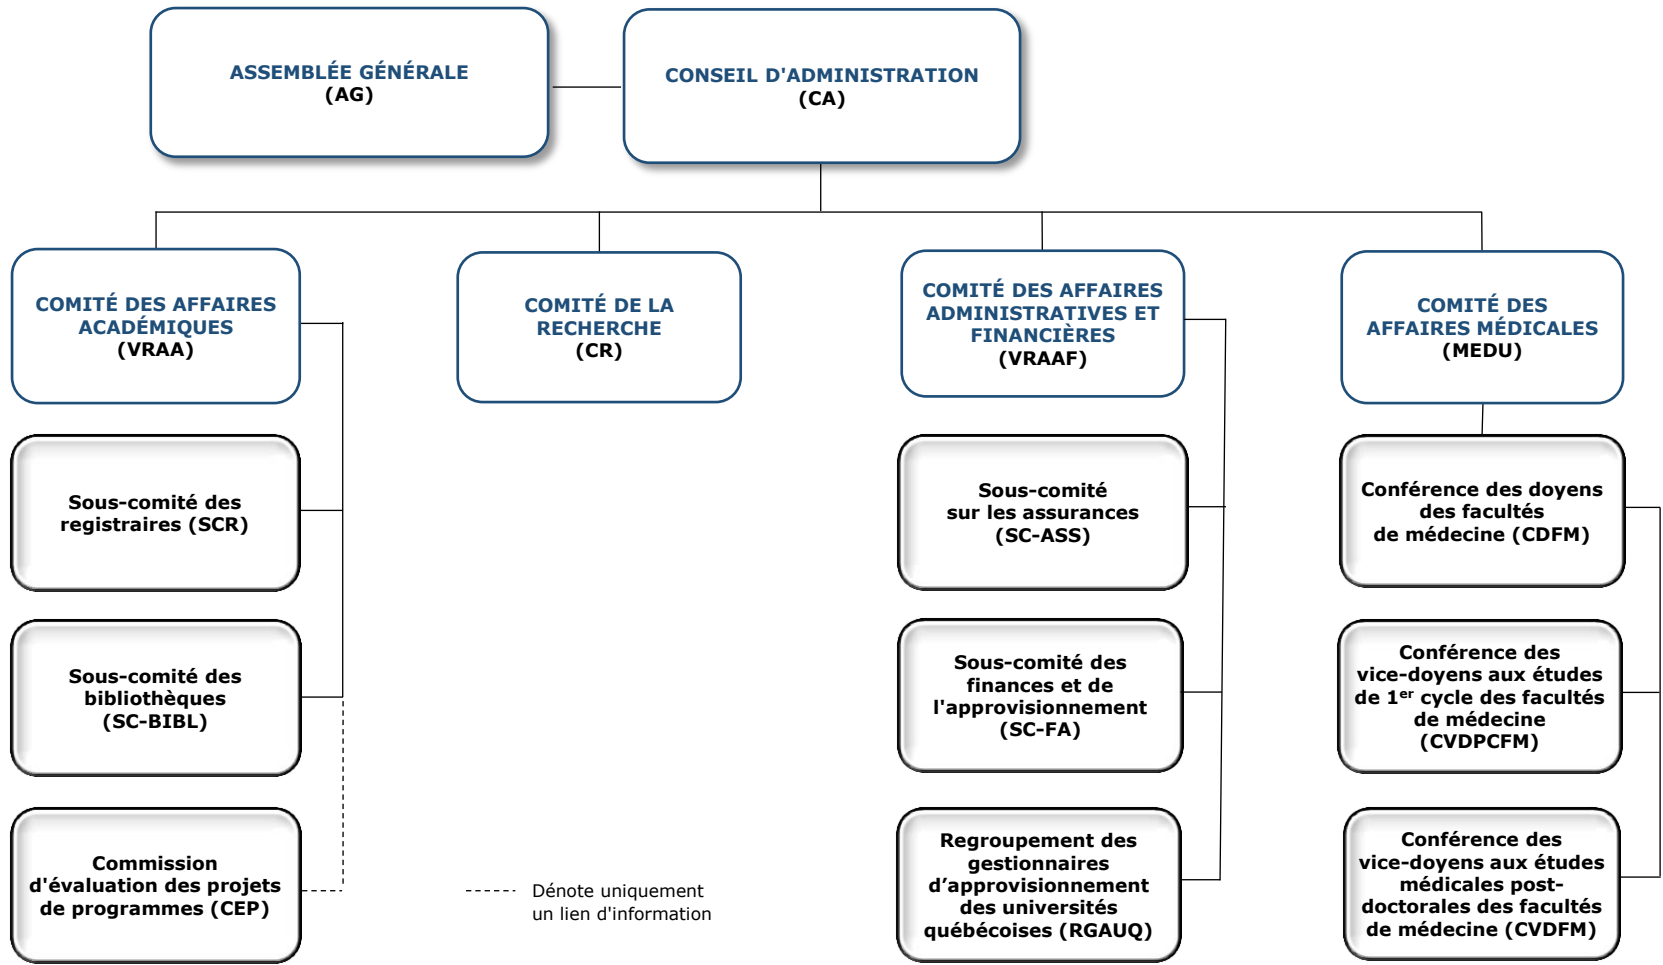 ASSEMBLÉE GÉNÉRALE
(AG)
CONSEIL D'ADMINISTRATION
(CA)
COMITÉ DES AFFAIRES
ACADÉMIQUES
(VRAA)
COMITÉ DE LA
RECHERCHE
(CR)
COMITÉ DES AFFAIRES
ADMINISTRATIVES ET
FINANCIÈRES
(VRAAF)
COMITÉ DES
AFFAIRES MÉDICALES
(MEDU)
Sous-comité des
registraires (SCR)
Sous-comité
sur les assurances
(SC-ASS)
Conférence des doyens
des facultés
de médecine (CDFM)
Sous-comité des
bibliothèques
(SC-BIBL)
Sous-comité des
finances et de
l'approvisionnement
(SC-FA)
Conférence des
vice-doyens aux études
de 1er cycle des facultés
de médecine
(CVDPCFM)
Commission
d'évaluation des projets
de programmes (CEP)
Dénote uniquement
un lien d'information
Regroupement des
gestionnaires
d’approvisionnement
des universités
québécoises (RGAUQ)
Conférence des
vice-doyens aux études
médicales post-
doctorales des facultés
de médecine (CVDFM)